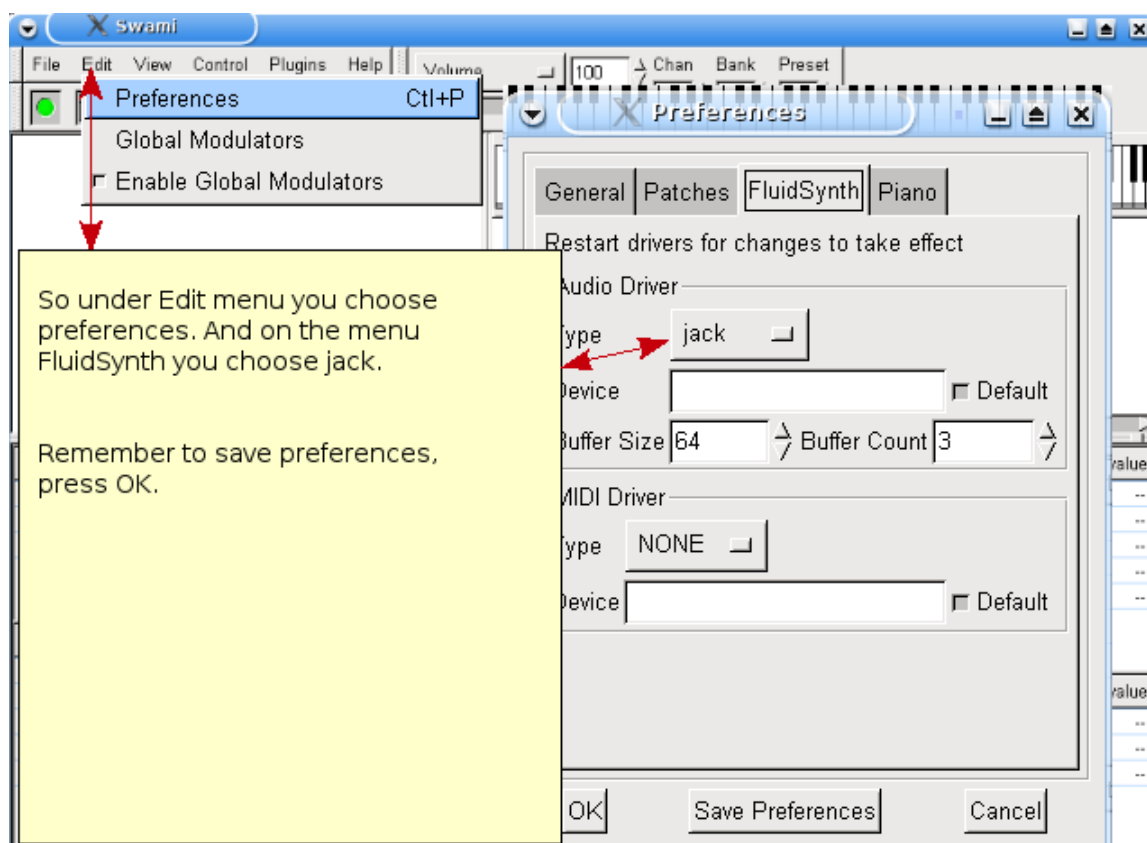 Swami
File Edit View Control Plugins Help
Volume 100 Chan Bank Preset
Preferences Ctl+P
Global Modulators
Enable Global Modulators
Preferences
General Patches FluidSynth Piano
Restart drivers for changes to take effect
Audio Driver
Type jack
Device Default
Buffer Size 64 Buffer Count 3
MIDI Driver
Type NONE
Device Default
OK Save Preferences Cancel
So under Edit menu you choose
preferences. And on the menu
FluidSynth you choose jack.
Remember to save preferences,
press OK.
value
--
--
--
--
--
value
--
--
--